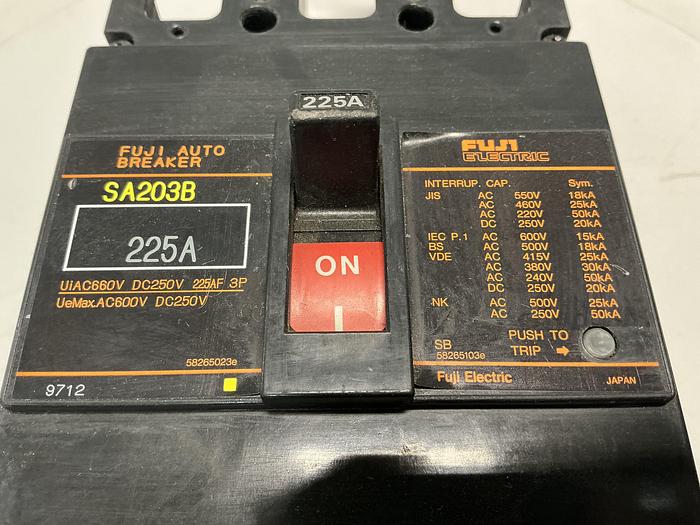 225A
FUJI AUTO
BREAKER
SA203B
225A
UiAC660V DC250V 225AF 3P
UeMax.AC600V DC250V
58265023e
9712
ON
FUJI
ELECTRIC
INTERRUP. CAP. Sym.
JIS AC 550V 18kA
AC 460V 25kA
AC 220V 50kA
DC 250V 20kA
IEC P.1 AC 600V 15kA
BS AC 500V 18kA
VDE AC 415V 25kA
AC 380V 30kA
AC 240V 50kA
DC 250V 20kA
NK AC 500V 25kA
AC 250V 50kA
PUSH TO
SB TRIP ➡
58265103e
Fuji Electric JAPAN